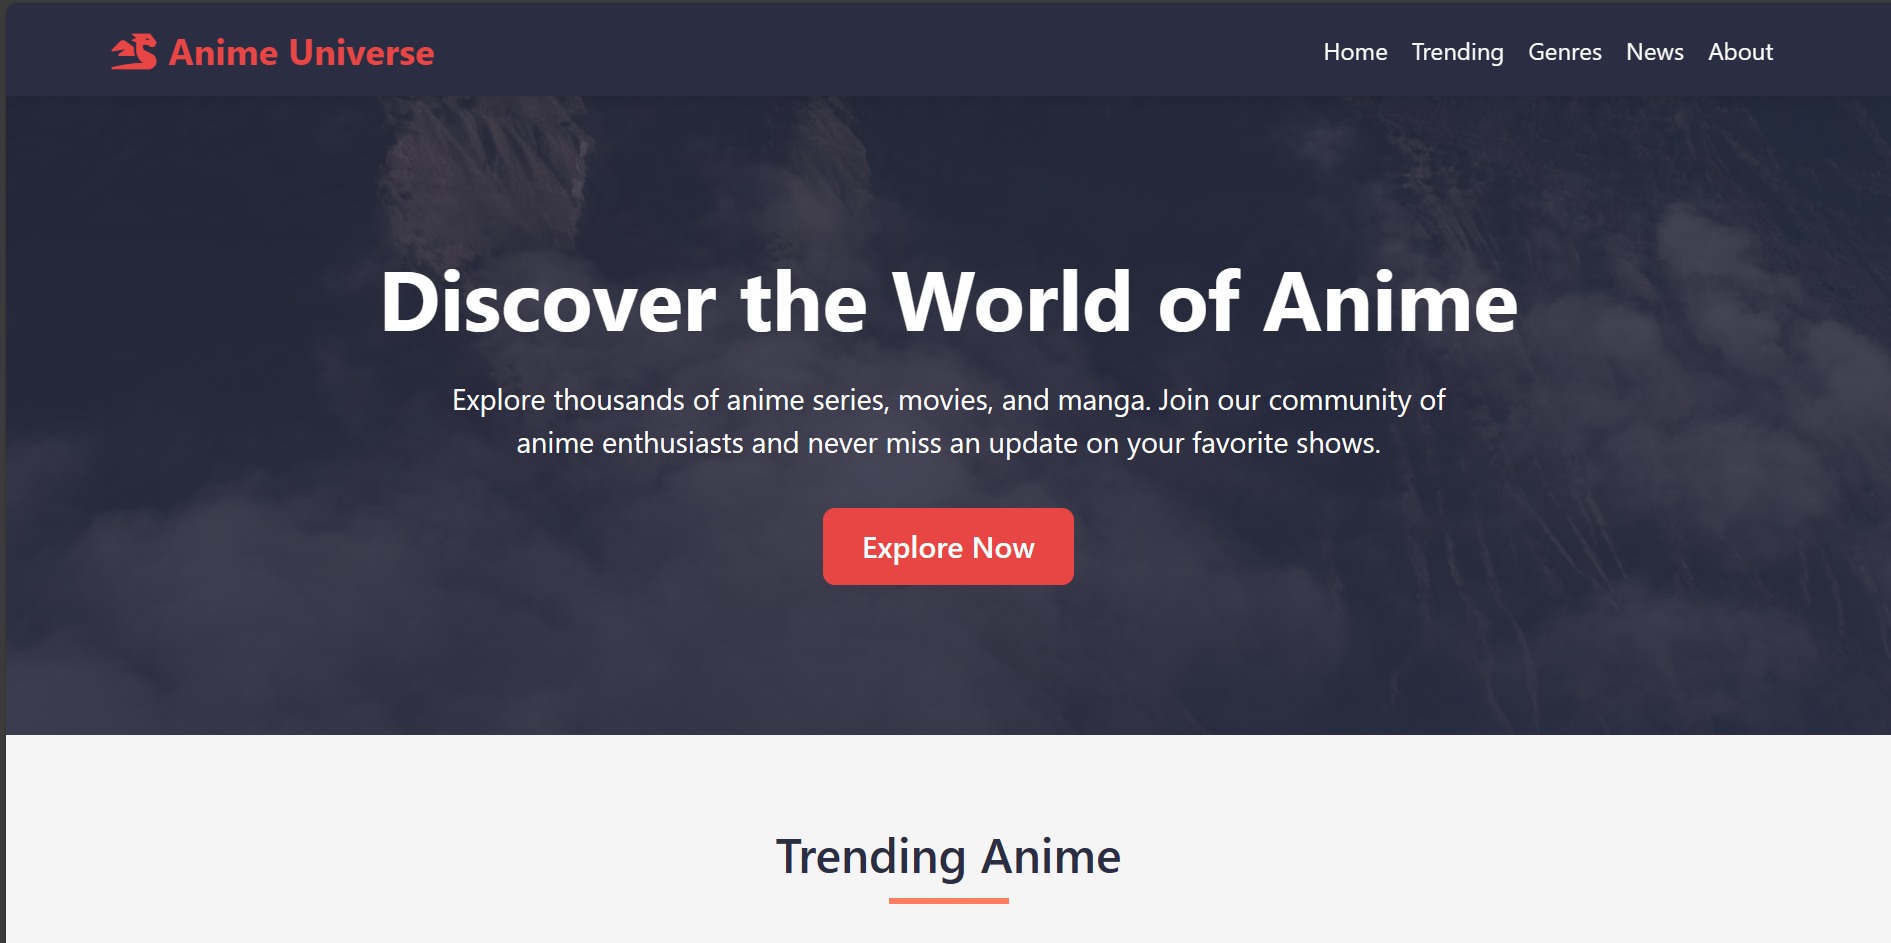 Anime Universe
Home Trending Genres News About
Discover the World of Anime
Explore thousands of anime series, movies, and manga. Join our community of
anime enthusiasts and never miss an update on your favorite shows.
Explore Now
Trending Anime